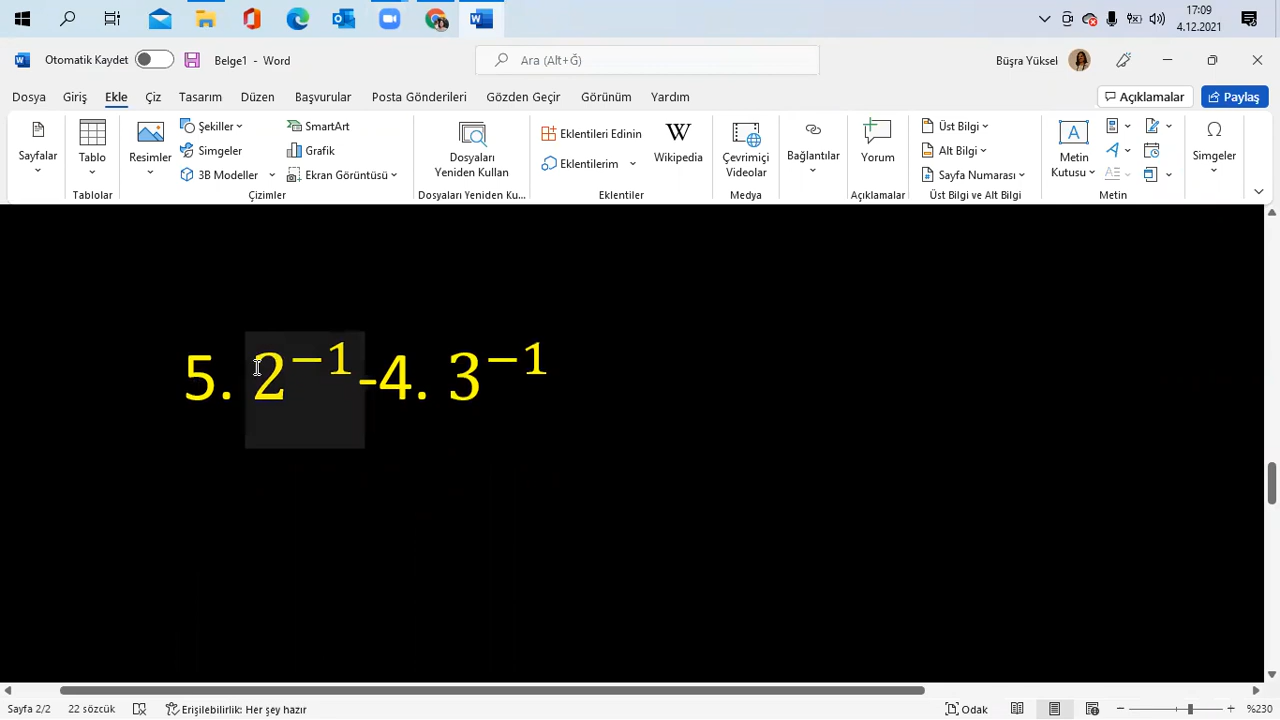 17:09
4.12.2021
Otomatik Kaydet
Belge1 - Word
Ara (Alt+Ğ)
Büşra Yüksel
Dosya Giriş Ekle Çiz Tasarım Düzen Başvurular Posta Gönderileri Gözden Geçir Görünüm Yardım
Açıklamalar
Paylaş
Sayfalar
Tablo
Resimler
Şekiller
Simgeler
3B Modeller
SmartArt
Grafik
Ekran Görüntüsü
Dosyaları
Yeniden Kullan
Eklentileri Edinin
Eklentilerim
W
Wikipedia
Çevrimiçi
Videolar
Bağlantılar
Yorum
Üst Bilgi
Alt Bilgi
Sayfa Numarası
A
Metin
Kutusu
Ω
Simgeler
Tablolar
Çizimler
Dosyaları Yeniden Ku...
Eklentiler
Medya
Açıklamalar
Üst Bilgi ve Alt Bilgi
Metin
5. 2⁻¹-4. 3⁻¹
Sayfa 2/2 22 sözcük Erişilebilirlik: Her şey hazır Odak %230